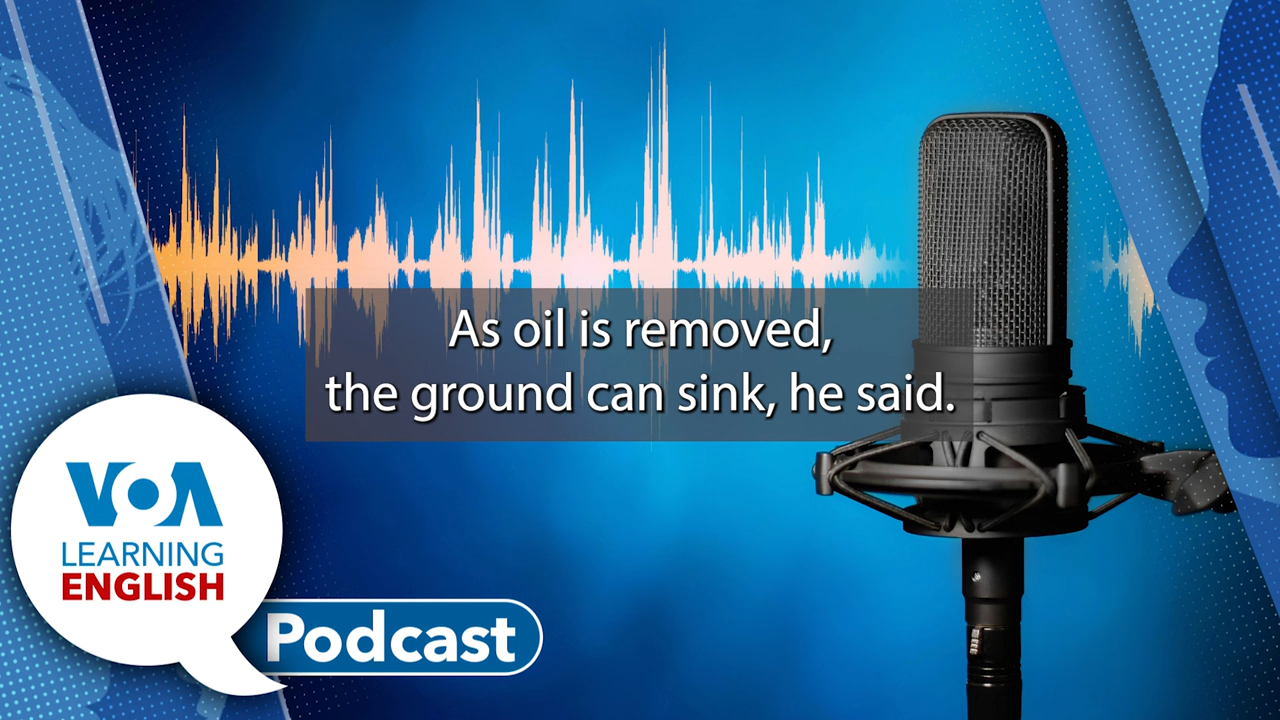 As oil is removed,
the ground can sink, he said.
VOA
LEARNING
ENGLISH
Podcast